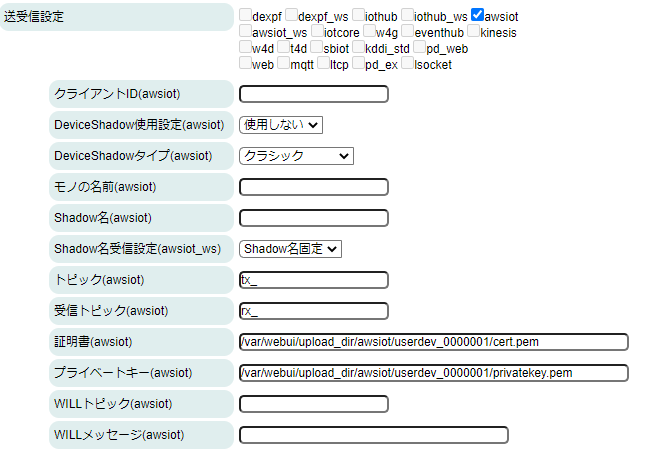 送受信設定 dexpf dexpf_ws iothub iothub_ws awsiot
awsiot_ws iotcore w4g eventhub kinesis
w4d t4d sbiot kddi_std pd_web
web mqtt ltcp pd_ex lsocket
クライアントID(awsiot)
DeviceShadow使用設定(awsiot) 使用しない
DeviceShadowタイプ(awsiot) クラシック
モノの名前(awsiot)
Shadow名(awsiot)
Shadow名受信設定(awsiot_ws) Shadow名固定
トピック(awsiot) tx_
受信トピック(awsiot) rx_
証明書(awsiot) /var/webui/upload_dir/awsiot/userdev_0000001/cert.pem
プライベートキー(awsiot) /var/webui/upload_dir/awsiot/userdev_0000001/privatekey.pem
WILLトピック(awsiot)
WILLメッセージ(awsiot)